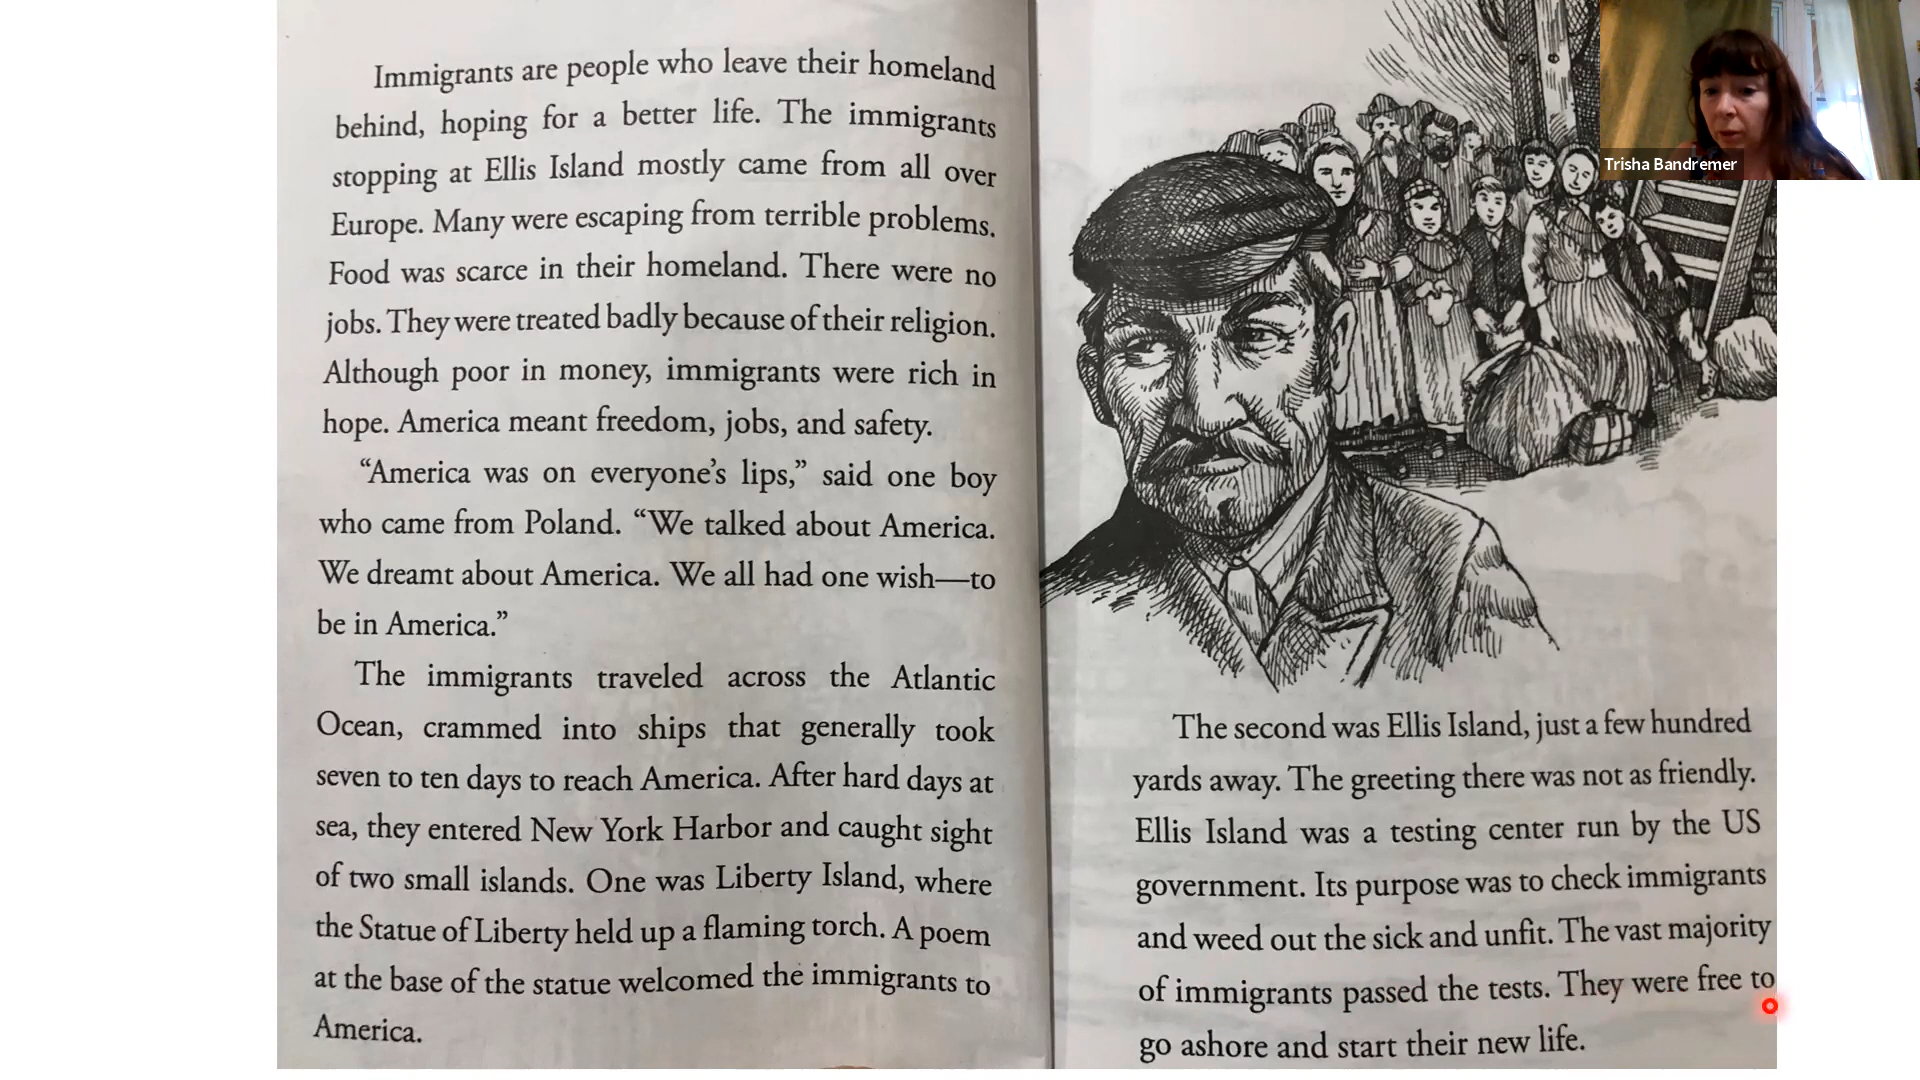 Immigrants are people who leave their homeland
behind, hoping for a better life. The immigrants
stopping at Ellis Island mostly came from all over
Europe. Many were escaping from terrible problems.
Food was scarce in their homeland. There were no
jobs. They were treated badly because of their religion.
Although poor in money, immigrants were rich in
hope. America meant freedom, jobs, and safety.
“America was on everyone’s lips,” said one boy
who came from Poland. “We talked about America.
We dreamt about America. We all had one wish—to
be in America.”
The immigrants traveled across the Atlantic
Ocean, crammed into ships that generally took
seven to ten days to reach America. After hard days at
sea, they entered New York Harbor and caught sight
of two small islands. One was Liberty Island, where
the Statue of Liberty held up a flaming torch. A poem
at the base of the statue welcomed the immigrants to
America.
The second was Ellis Island, just a few hundred
yards away. The greeting there was not as friendly.
Ellis Island was a testing center run by the US
government. Its purpose was to check immigrants
and weed out the sick and unfit. The vast majority
of immigrants passed the tests. They were free to
go ashore and start their new life.
Trisha Bandremer